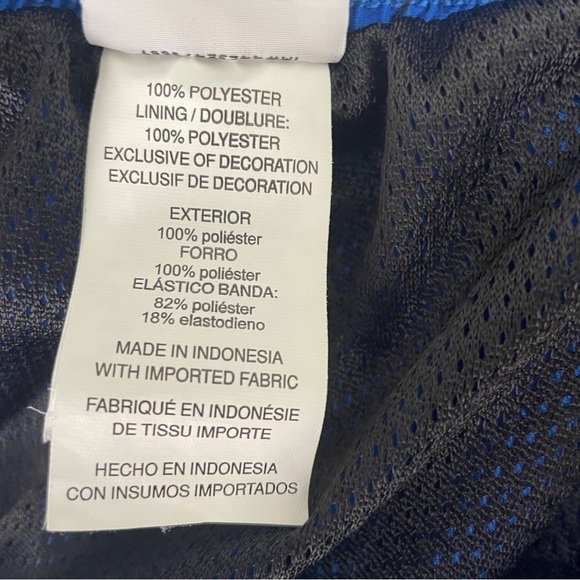 100% POLYESTER
LINING / DOUBLURE:
100% POLYESTER
EXCLUSIVE OF DECORATION
EXCLUSIF DE DECORATION
EXTERIOR
100% poliéster
FORRO
100% poliéster
ELÁSTICO BANDA:
82% poliéster
18% elastodieno
MADE IN INDONESIA
WITH IMPORTED FABRIC
FABRIQUÉ EN INDONÉSIE
DE TISSU IMPORTE
HECHO EN INDONESIA
CON INSUMOS IMPORTADOS